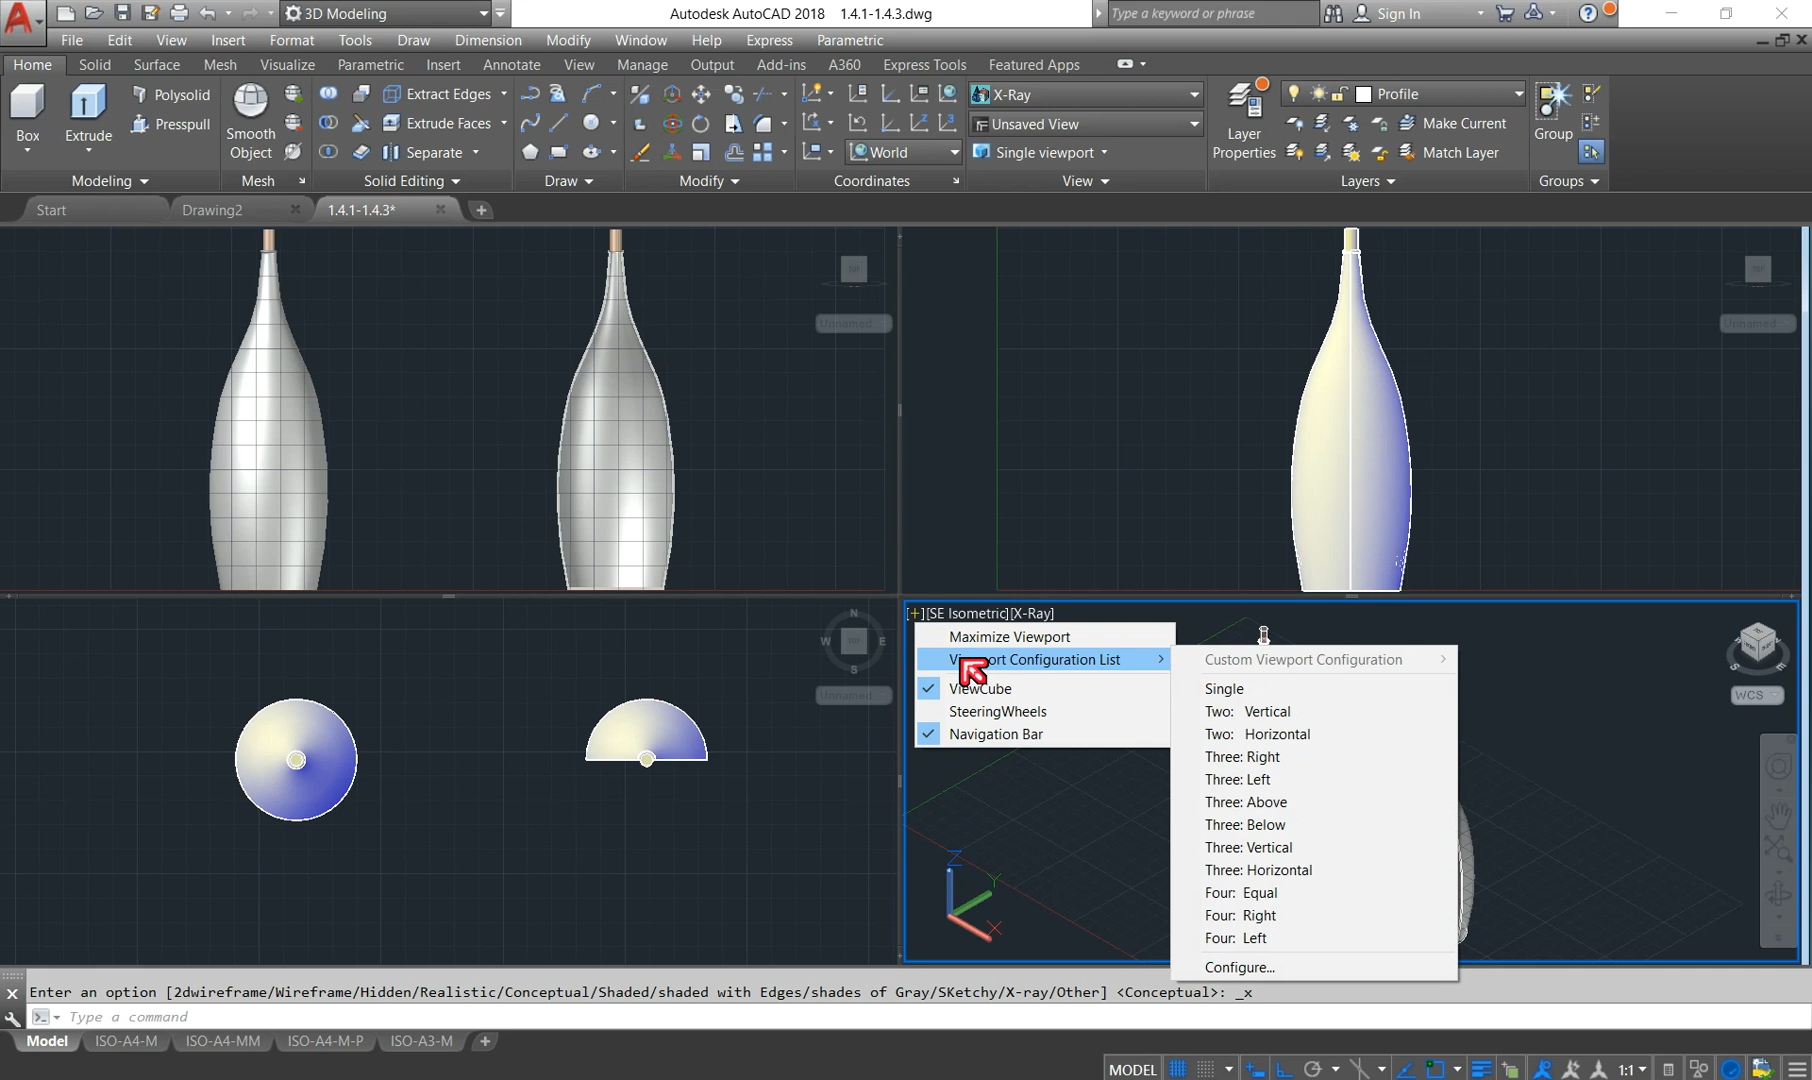 3D Modeling
Autodesk AutoCAD 2018 1.4.1-1.4.3.dwg
Type a keyword or phrase
Sign In
File Edit View Insert Format Tools Draw Dimension Modify Window Help Express Parametric
Home Solid Surface Mesh Visualize Parametric Insert Annotate View Manage Output Add-ins A360 Express Tools Featured Apps
Box
Extrude
Polysolid
Presspull
Smooth
Object
Extract Edges
Extrude Faces
Separate
World
X-Ray
Unsaved View
Single viewport
Layer
Properties
Profile
Make Current
Match Layer
Group
Modeling Mesh Solid Editing Draw Modify Coordinates View Layers Groups
Start Drawing2 1.4.1-1.4.3*
TOP
Unnamed
TOP
Unnamed
N
W E
S
Unnamed
[+][SE Isometric][X-Ray]
Maximize Viewport
Viewport Configuration List
ViewCube
SteeringWheels
Navigation Bar
Custom Viewport Configuration
Single
Two: Vertical
Two: Horizontal
Three: Right
Three: Left
Three: Above
Three: Below
Three: Vertical
Three: Horizontal
Four: Equal
Four: Right
Four: Left
Configure...
S E
WCS
Z
Y
X
Enter an option [2dwireframe/Wireframe/Hidden/Realistic/Conceptual/Shaded/shaded with Edges/shades of Gray/SKetchy/X-ray/Other] <Conceptual>: _x
Type a command
Model ISO-A4-M ISO-A4-MM ISO-A4-M-P ISO-A3-M
MODEL 1:1